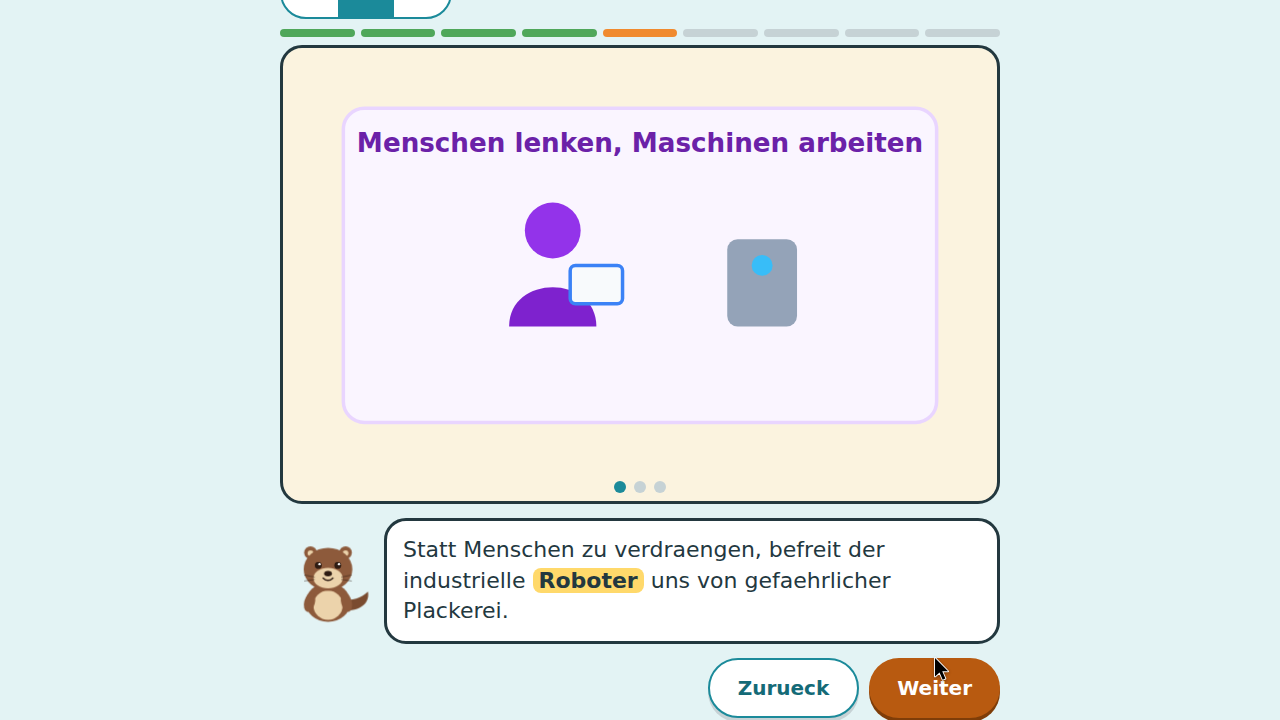 Menschen lenken, Maschinen arbeiten
Statt Menschen zu verdraengen, befreit der
industrielle Roboter uns von gefaehrlicher
Plackerei.
Zurueck
Weiter